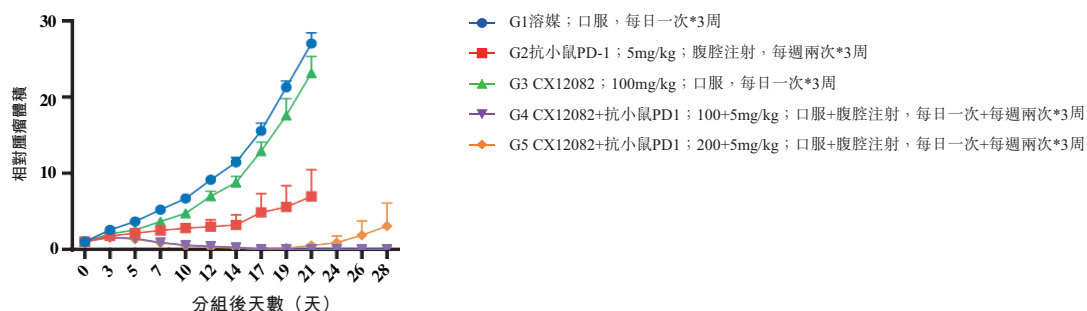 30
20
10
0
相對腫瘤體積
0 3 5 7 10 12 14 17 19 21 24 26 28
分組後天數（天）
G1溶媒；口服，每日一次*3周
G2抗小鼠PD-1；5mg/kg；腹腔注射，每週兩次*3周
G3 CX12082；100mg/kg；口服，每日一次*3周
G4 CX12082+抗小鼠PD1；100+5mg/kg；口服+腹腔注射，每日一次+每週兩次*3周
G5 CX12082+抗小鼠PD1；200+5mg/kg；口服+腹腔注射，每日一次+每週兩次*3周